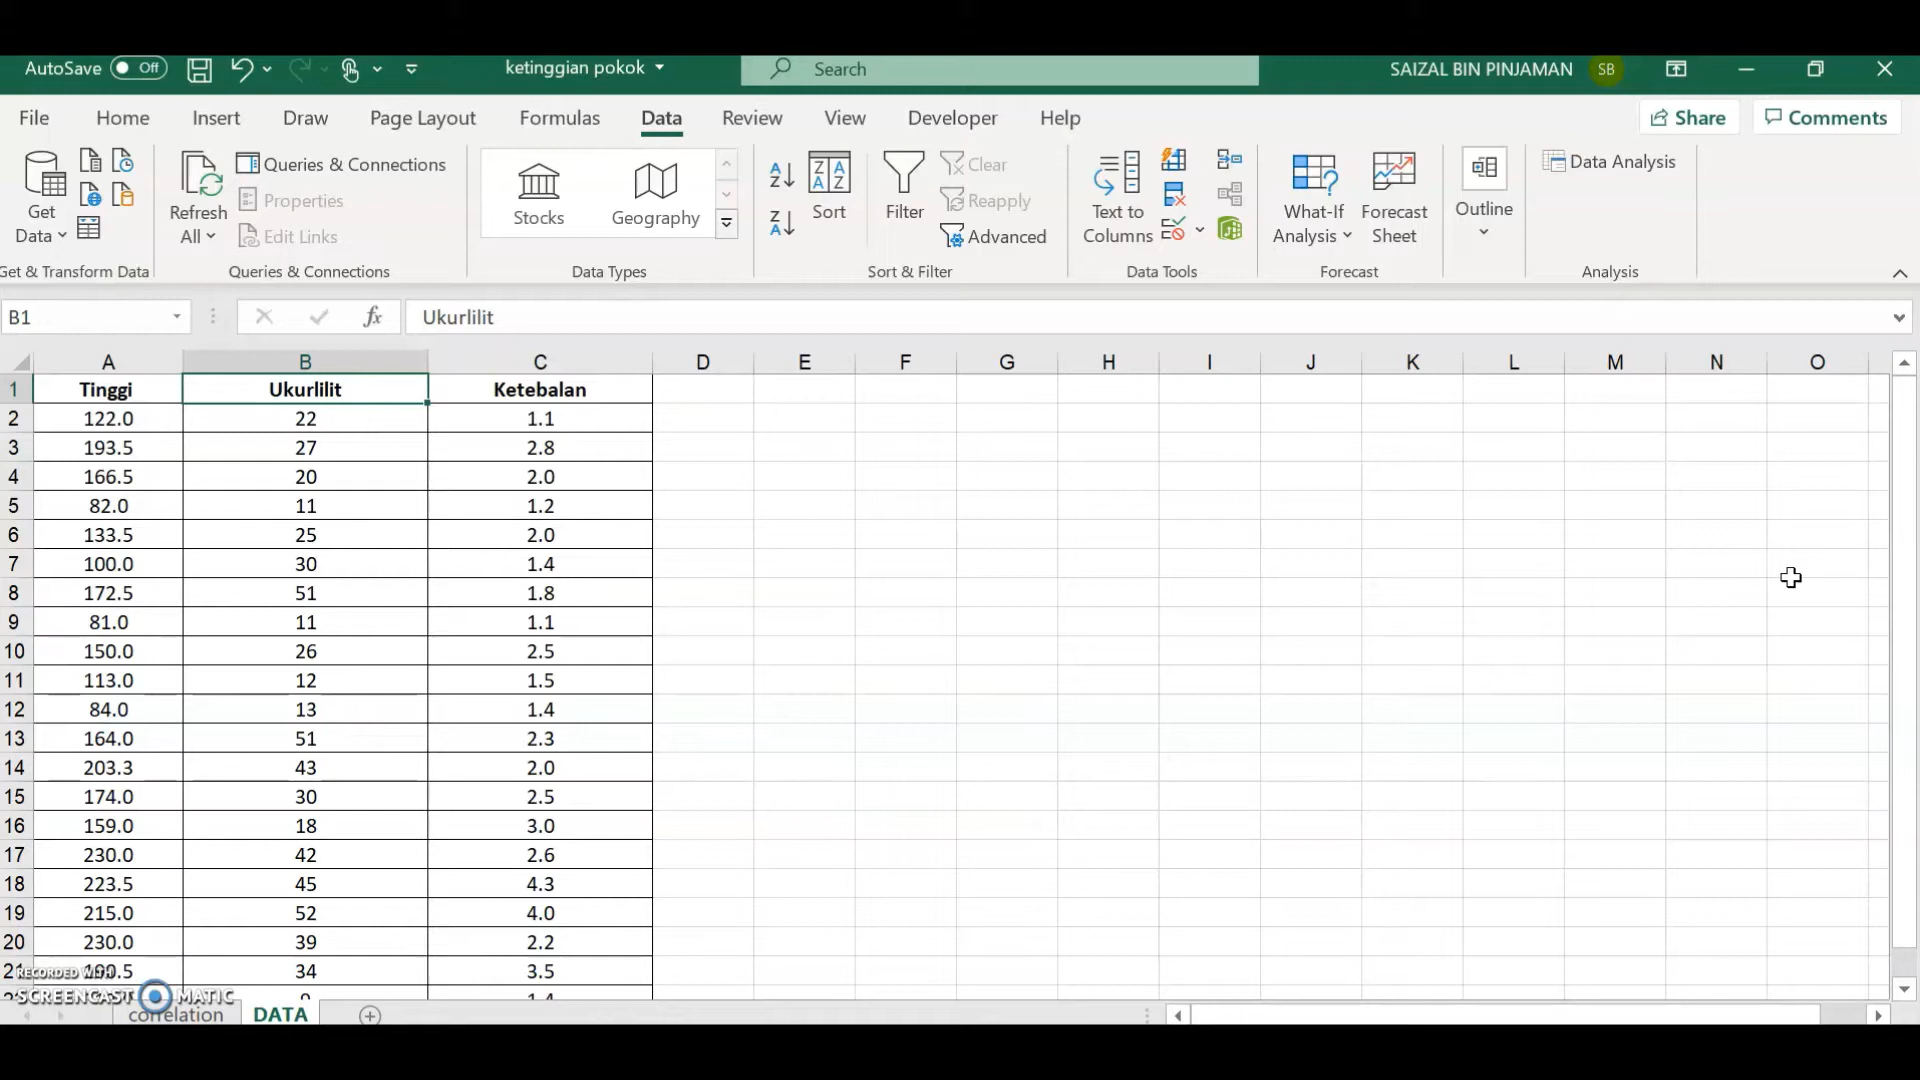 AutoSave Off ketinggian pokok Search SAIZAL BIN PINJAMAN SB
File Home Insert Draw Page Layout Formulas Data Review View Developer Help Share Comments
Get Data
Refresh All
Queries & Connections
Properties
Edit Links
Stocks
Geography
Sort
Filter
Clear
Reapply
Advanced
Text to Columns
What-If Analysis
Forecast Sheet
Outline
Data Analysis
Get & Transform Data Queries & Connections Data Types Sort & Filter Data Tools Forecast Analysis
B1 fx Ukurlilit
A B C D E F G H I J K L M N O
1 Tinggi Ukurlilit Ketebalan
2 122.0 22 1.1
3 193.5 27 2.8
4 166.5 20 2.0
5 82.0 11 1.2
6 133.5 25 2.0
7 100.0 30 1.4
8 172.5 51 1.8
9 81.0 11 1.1
10 150.0 26 2.5
11 113.0 12 1.5
12 84.0 13 1.4
13 164.0 51 2.3
14 203.3 43 2.0
15 174.0 30 2.5
16 159.0 18 3.0
17 230.0 42 2.6
18 223.5 45 4.3
19 215.0 52 4.0
20 230.0 39 2.2
21 34 3.5
RECORDED WITH
SCREENCAST MATIC
correlation DATA